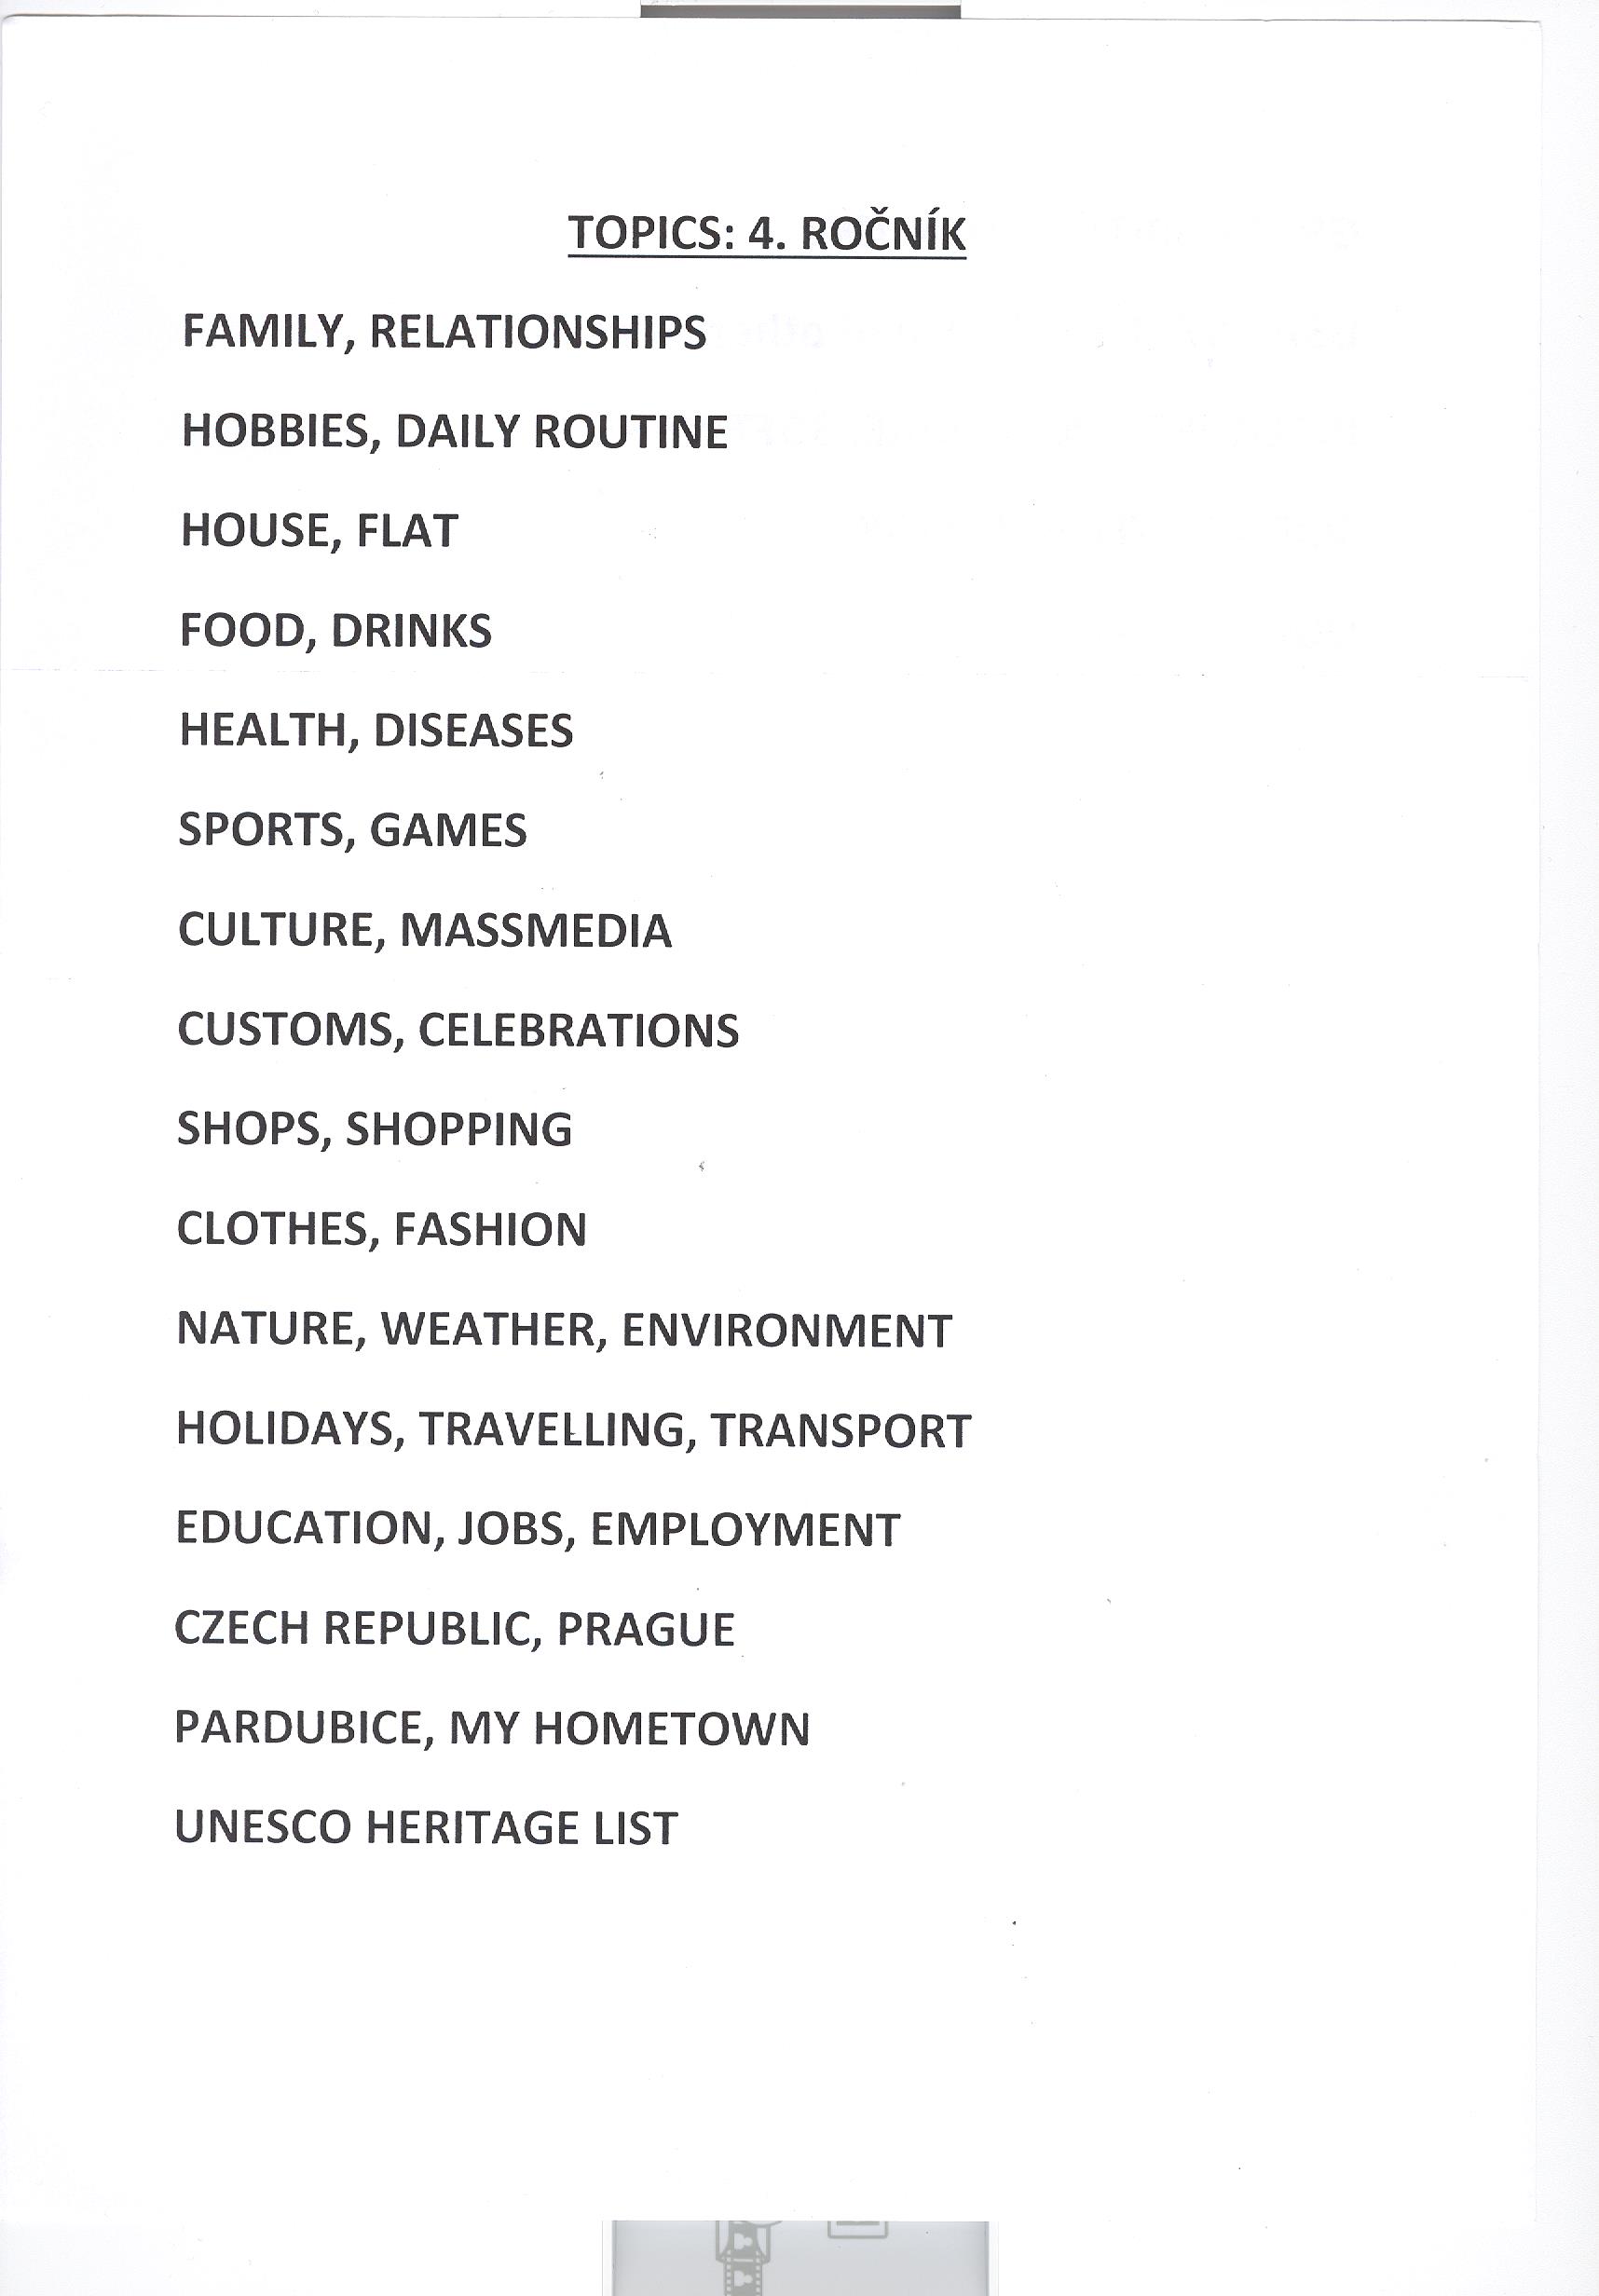 TOPICS: 4. ROČNÍK
FAMILY, RELATIONSHIPS
HOBBIES, DAILY ROUTINE
HOUSE, FLAT
FOOD, DRINKS
HEALTH, DISEASES
SPORTS, GAMES
CULTURE, MASSMEDIA
CUSTOMS, CELEBRATIONS
SHOPS, SHOPPING
CLOTHES, FASHION
NATURE, WEATHER, ENVIRONMENT
HOLIDAYS, TRAVELLING, TRANSPORT
EDUCATION, JOBS, EMPLOYMENT
CZECH REPUBLIC, PRAGUE
PARDUBICE, MY HOMETOWN
UNESCO HERITAGE LIST